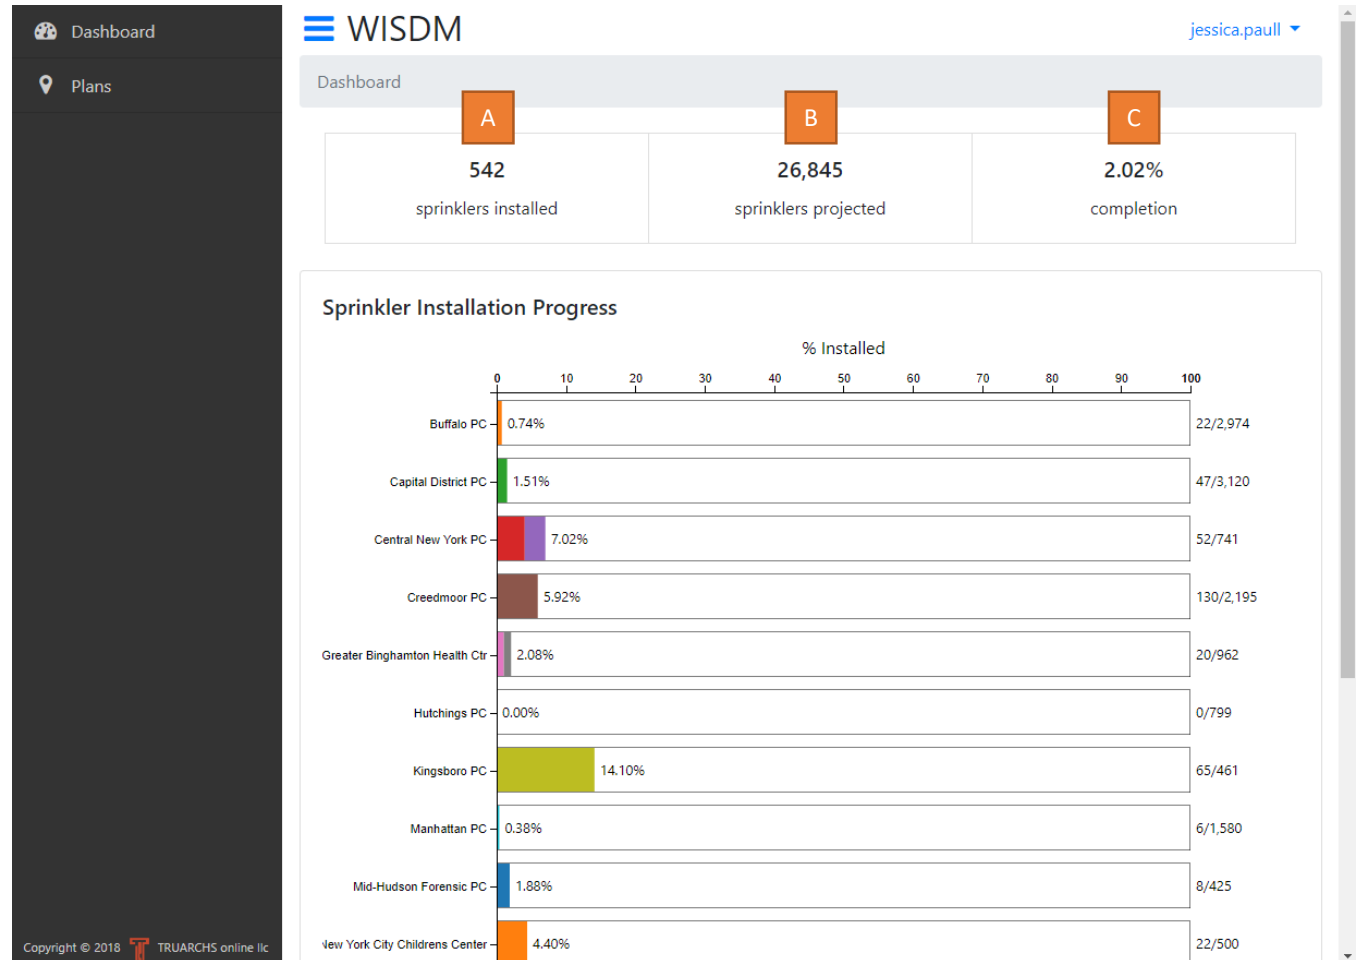 Dashboard
WISDM
jessica.paull
Plans
Dashboard
A B C
542 26,845 2.02%
sprinklers installed sprinklers projected completion
Sprinkler Installation Progress
% Installed
0 10 20 30 40 50 60 70 80 90 100
Buffalo PC 0.74% 22/2,974
Capital District PC 1.51% 47/3,120
Central New York PC 7.02% 52/741
Creedmoor PC 5.92% 130/2,195
Greater Binghamton Health Ctr 2.08% 20/962
Hutchings PC 0.00% 0/799
Kingsboro PC 14.10% 65/461
Manhattan PC 0.38% 6/1,580
Mid-Hudson Forensic PC 1.88% 8/425
New York City Childrens Center 4.40% 22/500
Copyright © 2018 TRUARCHS online llc